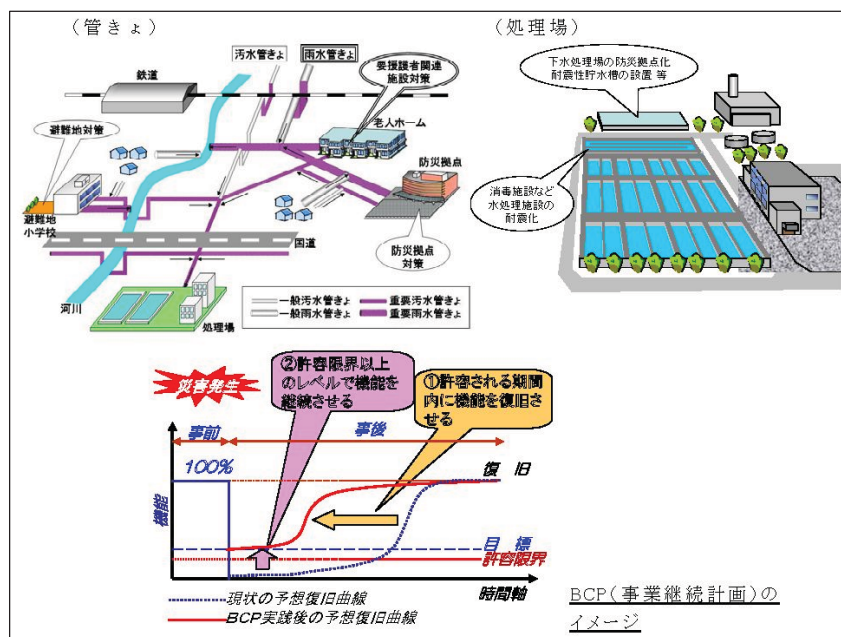 （管きょ）
汚水管きょ
雨水管きょ
要援護者関連
施設対策
鉄道
老人ホーム
避難地対策
防災拠点
避難地
小学校
国道
防災拠点
対策
河川
処理場
一般汚水管きょ
重要汚水管きょ
一般雨水管きょ
重要雨水管きょ
（処理場）
下水処理場の防災拠点化
耐震性貯水槽の設置 等
消毒施設など
水処理施設の
耐震化
災害発生
②許容限界以上
のレベルで機能を
継続させる
①許容される期間
内に機能を復旧さ
せる
事前
事後
100%
復 旧
機能
目 標
許容限界
時間軸
現状の予想復旧曲線
BCP実践後の予想復旧曲線
BCP（事業継続計画）の
イメージ